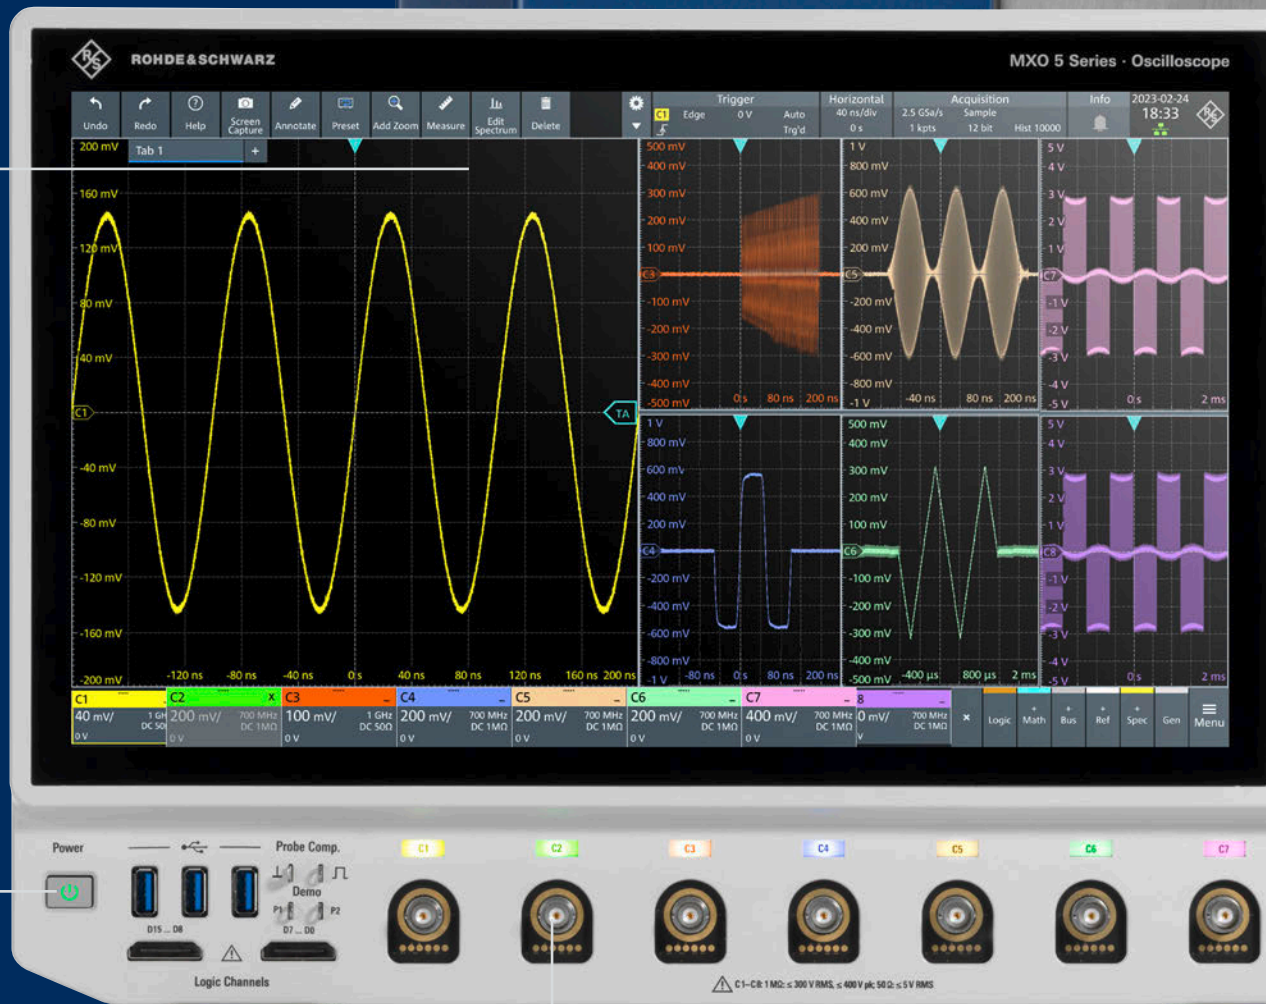 R&S
ROHDE&SCHWARZ
MXO 5 Series · Oscilloscope
Undo
Redo
Help
Screen Capture
Annotate
Preset
Add Zoom
Measure
Edit Spectrum
Delete
Trigger
C1 Edge 0 V Auto
Trg'd
Horizontal
40 ns/div
0 s
Acquisition
2.5 GSa/s Sample
1 kpts 12 bit Hist 10000
Info
2023-02-24
18:33
R&S
Tab 1 +
200 mV
160 mV
120 mV
80 mV
40 mV
C1
TA
-40 mV
-80 mV
-120 mV
-160 mV
-200 mV
-120 ns -80 ns -40 ns 0 s 40 ns 80 ns 120 ns 160 ns 200 ns
500 mV
400 mV
300 mV
200 mV
100 mV
C3
-100 mV
-200 mV
-300 mV
-400 mV
-500 mV
0 s 80 ns 200 ns
1 V
800 mV
600 mV
400 mV
200 mV
C5
-200 mV
-400 mV
-600 mV
-800 mV
-1 V
-40 ns 80 ns 200 ns
5 V
4 V
3 V
2 V
1 V
C7
-1 V
-2 V
-3 V
-4 V
-5 V
0 s 2 ms
1 V
800 mV
600 mV
400 mV
200 mV
C4
-200 mV
-400 mV
-600 mV
-800 mV
-1 V
-80 ns 0 s 80 ns 200 ns
500 mV
400 mV
300 mV
200 mV
100 mV
C6
-100 mV
-200 mV
-300 mV
-400 mV
-500 mV
-400 µs 800 µs 2 ms
5 V
4 V
3 V
2 V
1 V
C8
-1 V
-2 V
-3 V
-4 V
-5 V
0 s 2 ms
C1
40 mV/ 1 GH
DC 50
0 V
C2 x
200 mV/ 700 MHz
DC 1MΩ
0 V
C3
100 mV/ 1 GHz
DC 50Ω
0 V
C4
200 mV/ 700 MHz
DC 1MΩ
0 V
C5
200 mV/ 700 MHz
DC 1MΩ
0 V
C6
200 mV/ 700 MHz
DC 1MΩ
0 V
C7
400 mV/ 700 MHz
DC 1MΩ
0 V
8
0 mV/ 700 MHz
DC 1MΩ
V
×
Logic
+ Math
+ Bus
+ Ref
+ Spec
Gen
Menu
Power
Probe Comp.
Demo
P1 P2
D15 ... D8
D7 ... D0
Logic Channels
C1
C2
C3
C4
C5
C6
C7
C1–C8: 1 MΩ: ≤ 300 V RMS, ≤ 400 V pk; 50 Ω: ≤ 5 V RMS